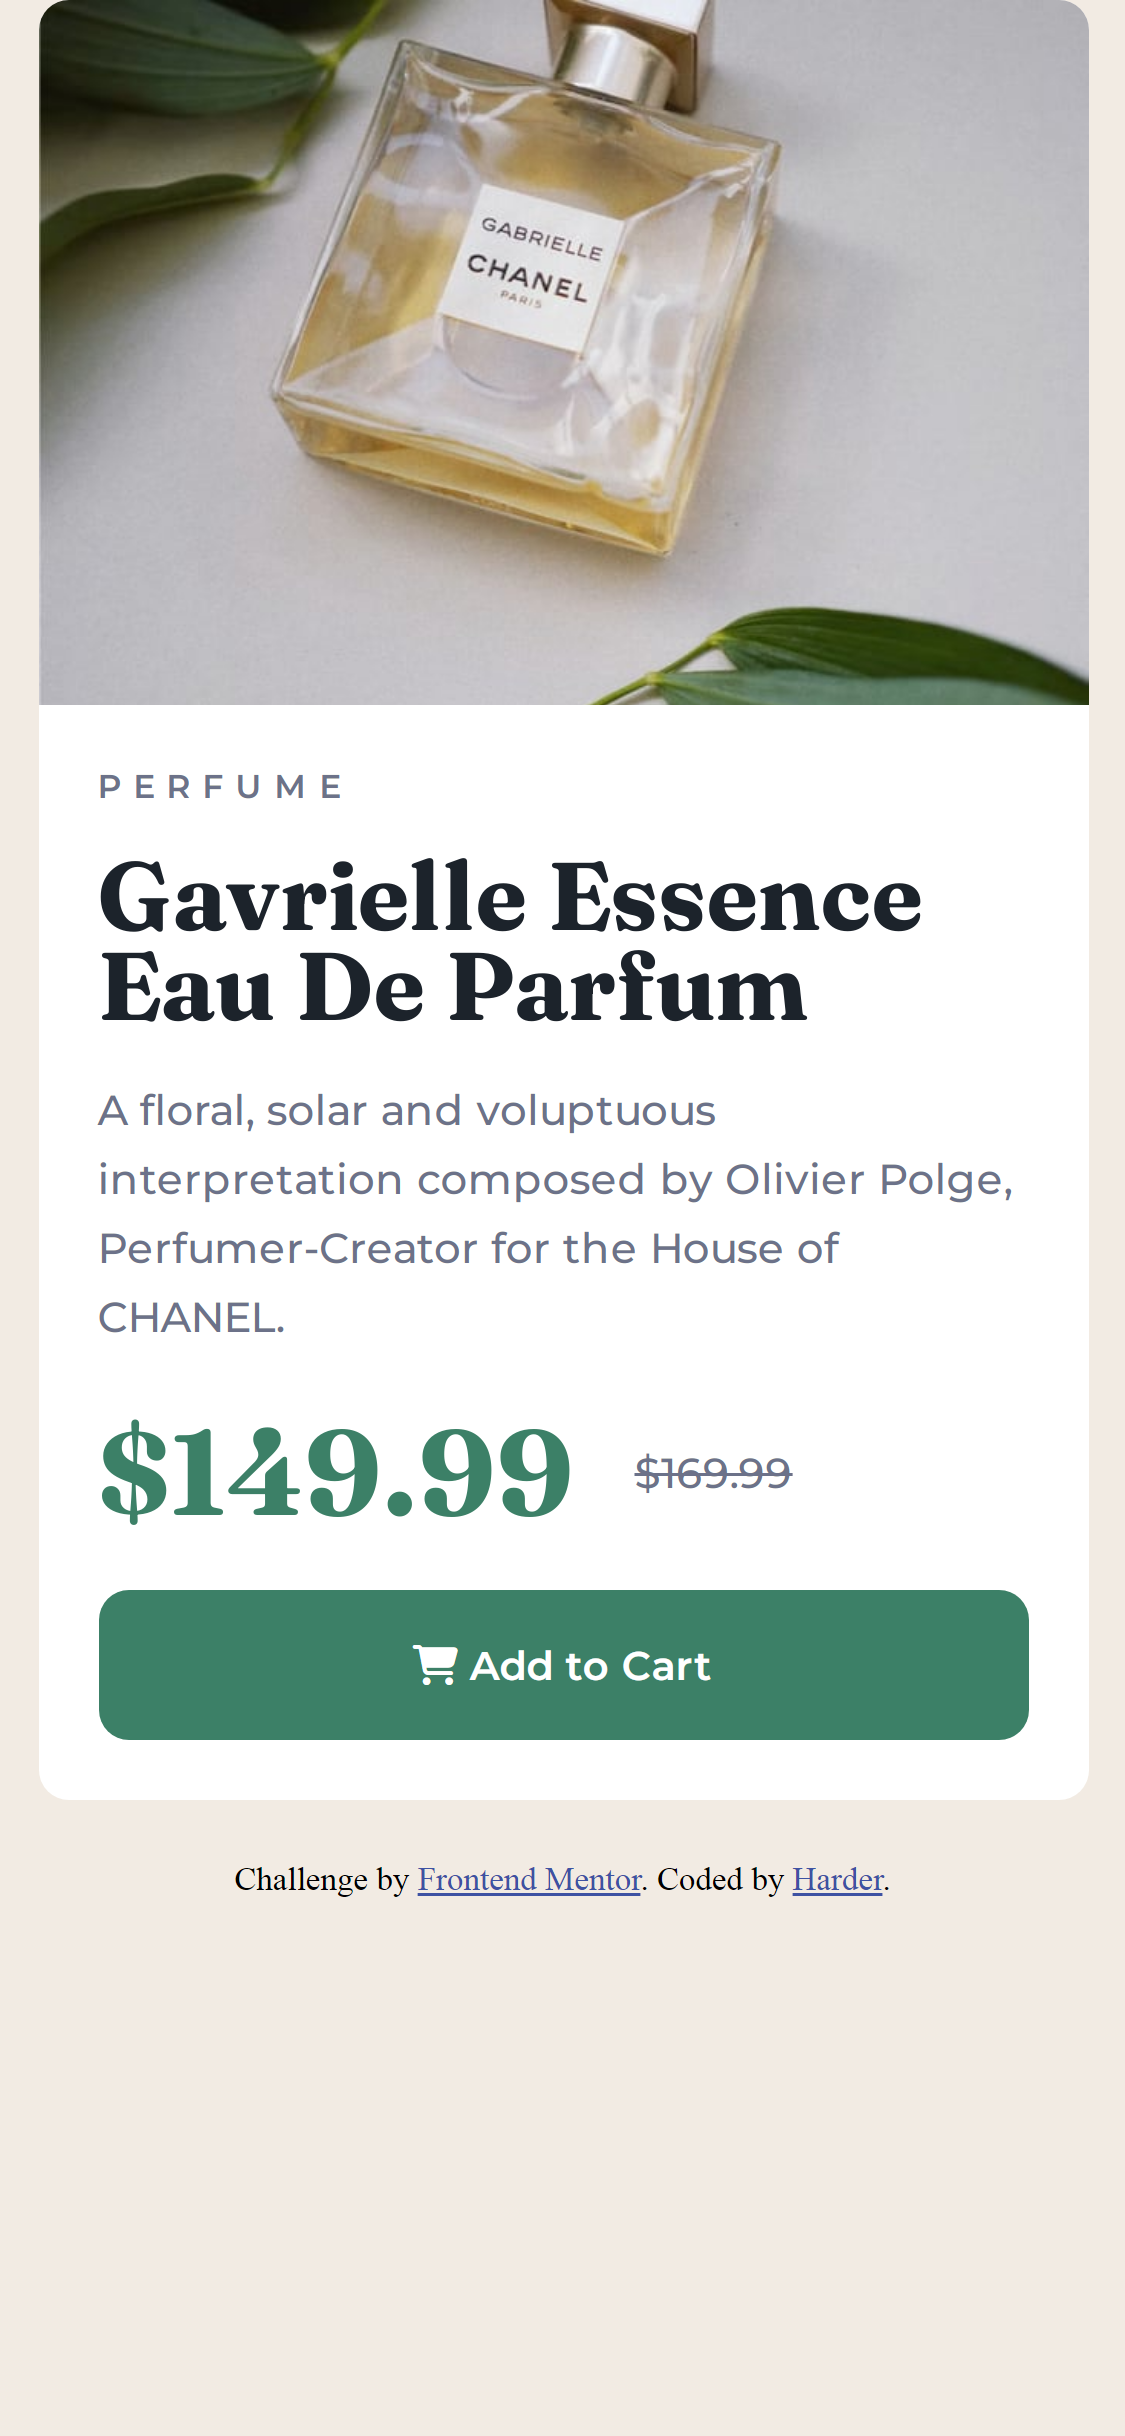 GABRIELLE
CHANEL
PARIS
PERFUME
Gavrielle Essence
Eau De Parfum
A floral, solar and voluptuous
interpretation composed by Olivier Polge,
Perfumer-Creator for the House of
CHANEL.
$149.99 $169.99
Add to Cart
Challenge by Frontend Mentor. Coded by Harder.